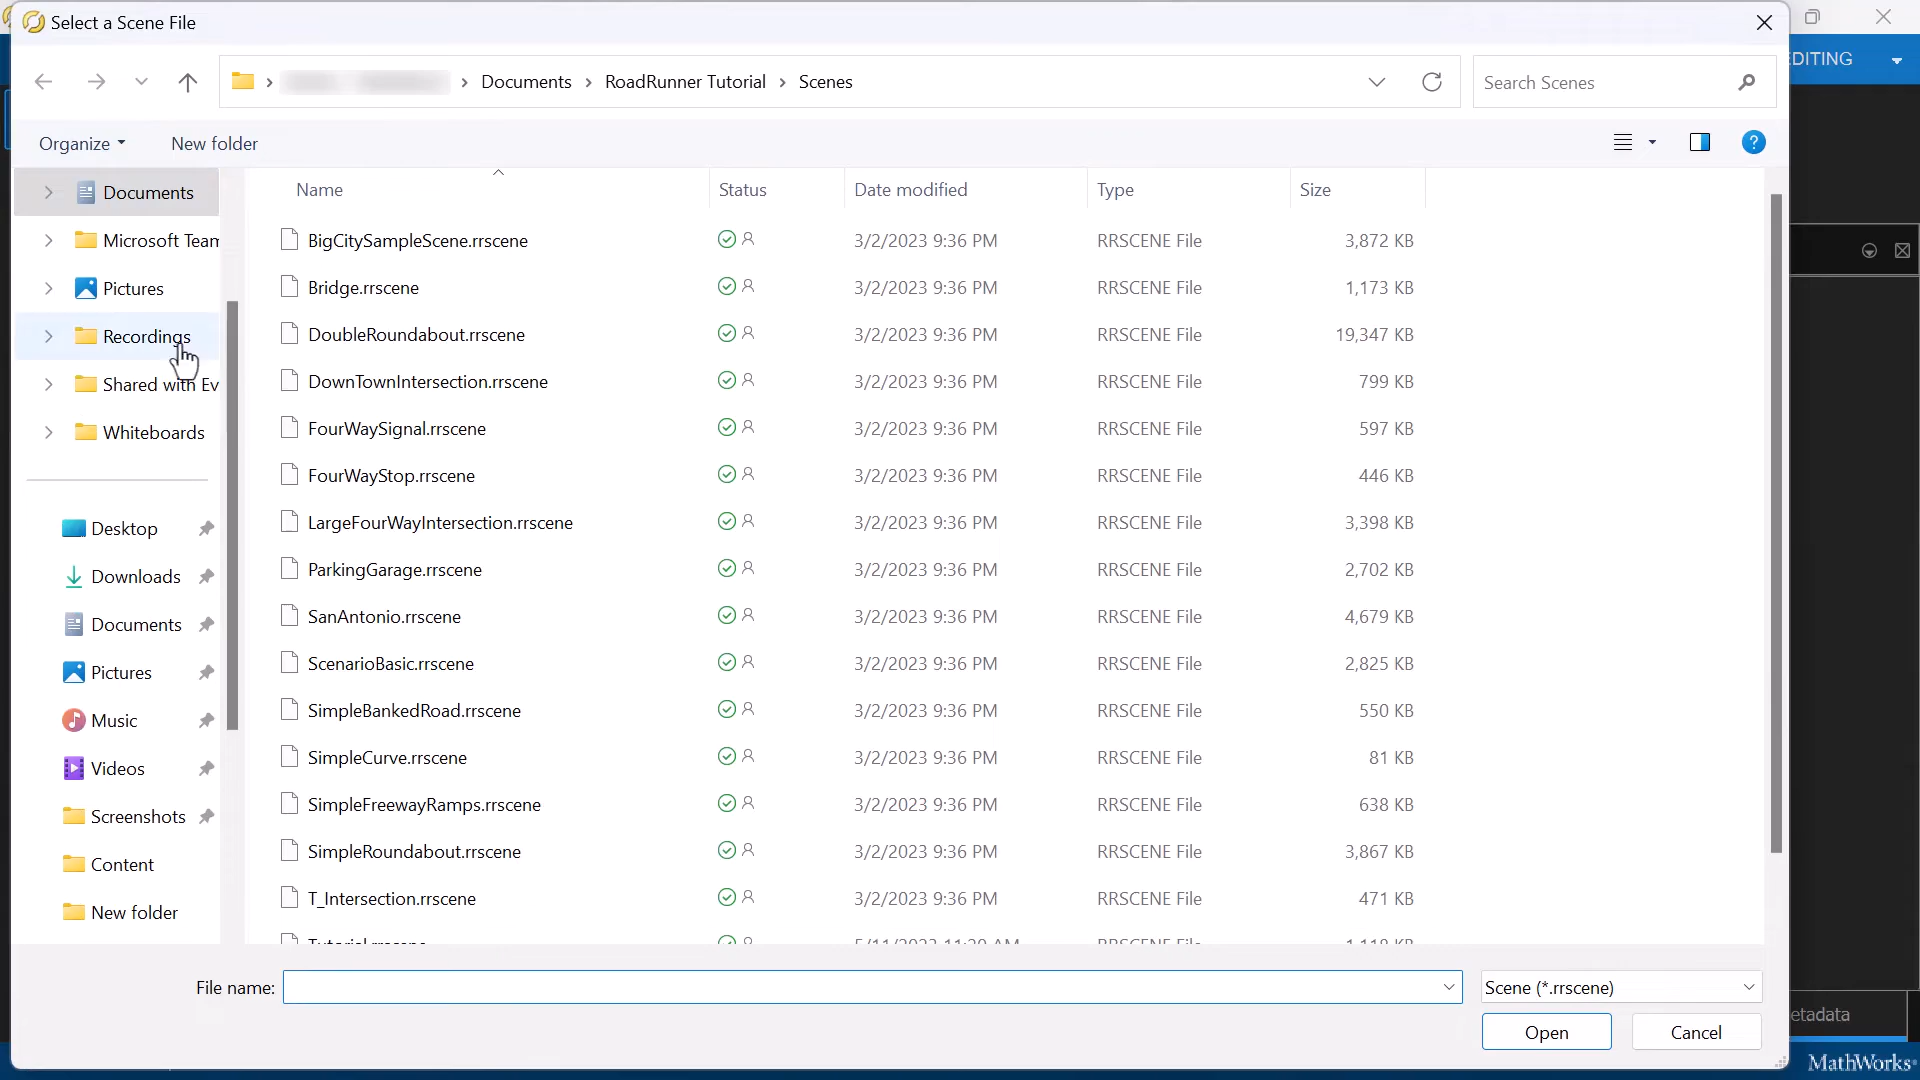 Select a Scene File
EDITING
Documents > RoadRunner Tutorial > Scenes
Search Scenes
Organize
New folder
Name Status Date modified Type Size
Documents
Microsoft Team
Pictures
Recordings
Shared with Ev
Whiteboards
Desktop
Downloads
Documents
Pictures
Music
Videos
Screenshots
Content
New folder
BigCitySampleScene.rrscene 3/2/2023 9:36 PM RRSCENE File 3,872 KB
Bridge.rrscene 3/2/2023 9:36 PM RRSCENE File 1,173 KB
DoubleRoundabout.rrscene 3/2/2023 9:36 PM RRSCENE File 19,347 KB
DownTownIntersection.rrscene 3/2/2023 9:36 PM RRSCENE File 799 KB
FourWaySignal.rrscene 3/2/2023 9:36 PM RRSCENE File 597 KB
FourWayStop.rrscene 3/2/2023 9:36 PM RRSCENE File 446 KB
LargeFourWayIntersection.rrscene 3/2/2023 9:36 PM RRSCENE File 3,398 KB
ParkingGarage.rrscene 3/2/2023 9:36 PM RRSCENE File 2,702 KB
SanAntonio.rrscene 3/2/2023 9:36 PM RRSCENE File 4,679 KB
ScenarioBasic.rrscene 3/2/2023 9:36 PM RRSCENE File 2,825 KB
SimpleBankedRoad.rrscene 3/2/2023 9:36 PM RRSCENE File 550 KB
SimpleCurve.rrscene 3/2/2023 9:36 PM RRSCENE File 81 KB
SimpleFreewayRamps.rrscene 3/2/2023 9:36 PM RRSCENE File 638 KB
SimpleRoundabout.rrscene 3/2/2023 9:36 PM RRSCENE File 3,867 KB
T_Intersection.rrscene 3/2/2023 9:36 PM RRSCENE File 471 KB
File name:
Scene (*.rrscene)
Open
Cancel
etadata
MathWorks